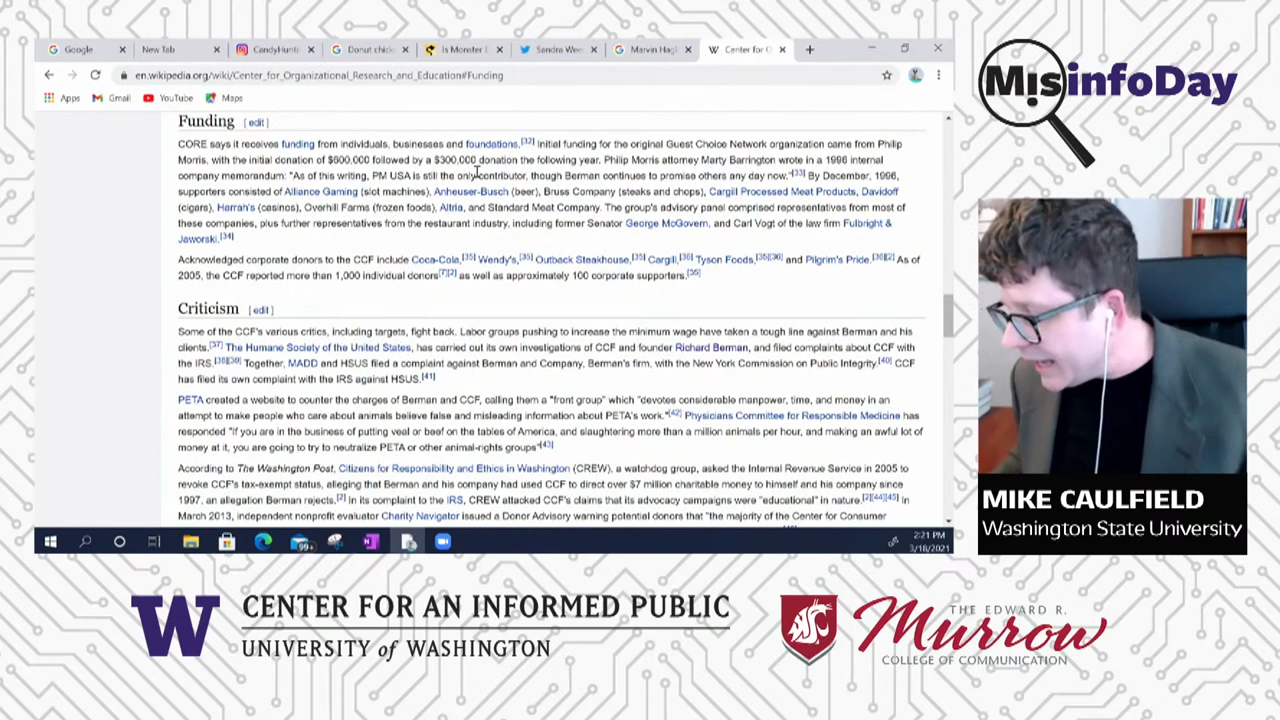 Google
New Tab
CandyHunti
Donut chick
Is Monster
Sandra Wee
Marvin Hagl
Center for O
en.wikipedia.org/wiki/Center_for_Organizational_Research_and_Education#Funding
Apps Gmail YouTube Maps
Funding [ edit ]
CORE says it receives funding from individuals, businesses and foundations.[32] Initial funding for the original Guest Choice Network organization came from Philip
Morris, with the initial donation of $600,000 followed by a $300,000 donation the following year. Philip Morris attorney Marty Barrington wrote in a 1996 internal
company memorandum: "As of this writing, PM USA is still the only contributor, though Berman continues to promise others any day now."[33] By December, 1996,
supporters consisted of Alliance Gaming (slot machines), Anheuser-Busch (beer), Bruss Company (steaks and chops), Cargill Processed Meat Products, Davidoff
(cigars), Harrah's (casinos), Overhill Farms (frozen foods), Altria, and Standard Meat Company. The group's advisory panel comprised representatives from most of
these companies, plus further representatives from the restaurant industry, including former Senator George McGovern, and Carl Vogt of the law firm Fulbright &
Jaworski.[34]
Acknowledged corporate donors to the CCF include Coca-Cola,[35] Wendy's,[35] Outback Steakhouse,[35] Cargill,[36] Tyson Foods,[35][36] and Pilgrim's Pride.[36][2] As of
2005, the CCF reported more than 1,000 individual donors[7][2] as well as approximately 100 corporate supporters.[35]
Criticism [ edit ]
Some of the CCF's various critics, including targets, fight back. Labor groups pushing to increase the minimum wage have taken a tough line against Berman and his
clients.[37] The Humane Society of the United States, has carried out its own investigations of CCF and founder Richard Berman, and filed complaints about CCF with
the IRS.[38][39] Together, MADD and HSUS filed a complaint against Berman and Company, Berman's firm, with the New York Commission on Public Integrity.[40] CCF
has filed its own complaint with the IRS against HSUS.[41]
PETA created a website to counter the charges of Berman and CCF, calling them a "front group" which "devotes considerable manpower, time, and money in an
attempt to make people who care about animals believe false and misleading information about PETA's work."[42] Physicians Committee for Responsible Medicine has
responded "If you are in the business of putting veal or beef on the tables of America, and slaughtering more than a million animals per hour, and making an awful lot of
money at it, you are going to try to neutralize PETA or other animal-rights groups"[43]
According to The Washington Post, Citizens for Responsibility and Ethics in Washington (CREW), a watchdog group, asked the Internal Revenue Service in 2005 to
revoke CCF's tax-exempt status, alleging that Berman and his company had used CCF to direct over $7 million charitable money to himself and his company since
1997, an allegation Berman rejects.[2] In its complaint to the IRS, CREW attacked CCF's claims that its advocacy campaigns were "educational" in nature.[2][44][45] In
March 2013, independent nonprofit evaluator Charity Navigator issued a Donor Advisory warning potential donors that "the majority of the Center for Consumer
99+
2:21 PM
3/18/2021
MisinfoDay
MIKE CAULFIELD
Washington State University
W
CENTER FOR AN INFORMED PUBLIC
UNIVERSITY of WASHINGTON
THE EDWARD R.
Murrow
COLLEGE OF COMMUNICATION